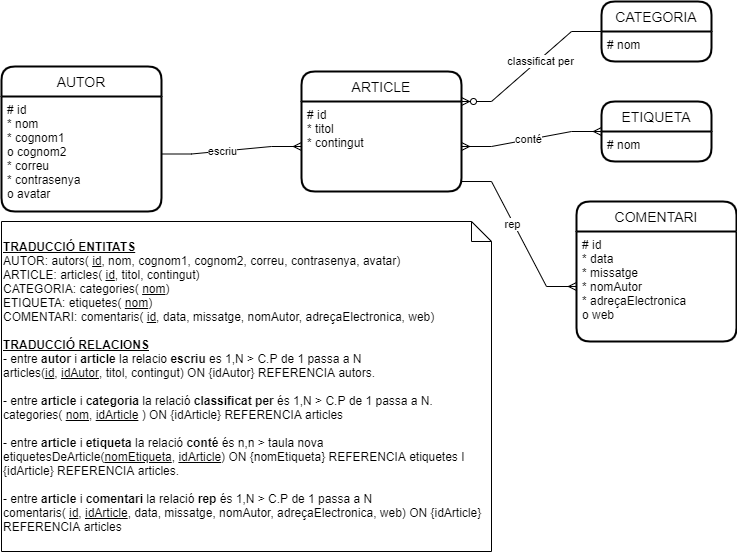 CATEGORIA
# nom
classificat per
AUTOR
# id
* nom
* cognom1
o cognom2
* correu
* contrasenya
o avatar
escriu
ARTICLE
# id
* titol
* contingut
conté
ETIQUETA
# nom
rep
COMENTARI
# id
* data
* missatge
* nomAutor
* adreçaElectronica
o web
TRADUCCIÓ ENTITATS
AUTOR: autors( id, nom, cognom1, cognom2, correu, contrasenya, avatar)
ARTICLE: articles( id, titol, contingut)
CATEGORIA: categories( nom)
ETIQUETA: etiquetes( nom)
COMENTARI: comentaris( id, data, missatge, nomAutor, adreçaElectronica, web)
TRADUCCIÓ RELACIONS
- entre autor i article la relacio escriu es 1,N > C.P de 1 passa a N
articles(id, idAutor, titol, contingut) ON {idAutor} REFERENCIA autors.
- entre article i categoria la relació classificat per és 1,N > C.P de 1 passa a N.
categories( nom, idArticle ) ON {idArticle} REFERENCIA articles
- entre article i etiqueta la relació conté és n,n > taula nova
etiquetesDeArticle(nomEtiqueta, idArticle) ON {nomEtiqueta} REFERENCIA etiquetes I
{idArticle} REFERENCIA articles.
- entre article i comentari la relació rep és 1,N > C.P de 1 passa a N
comentaris( id, idArticle, data, missatge, nomAutor, adreçaElectronica, web) ON {idArticle}
REFERENCIA articles